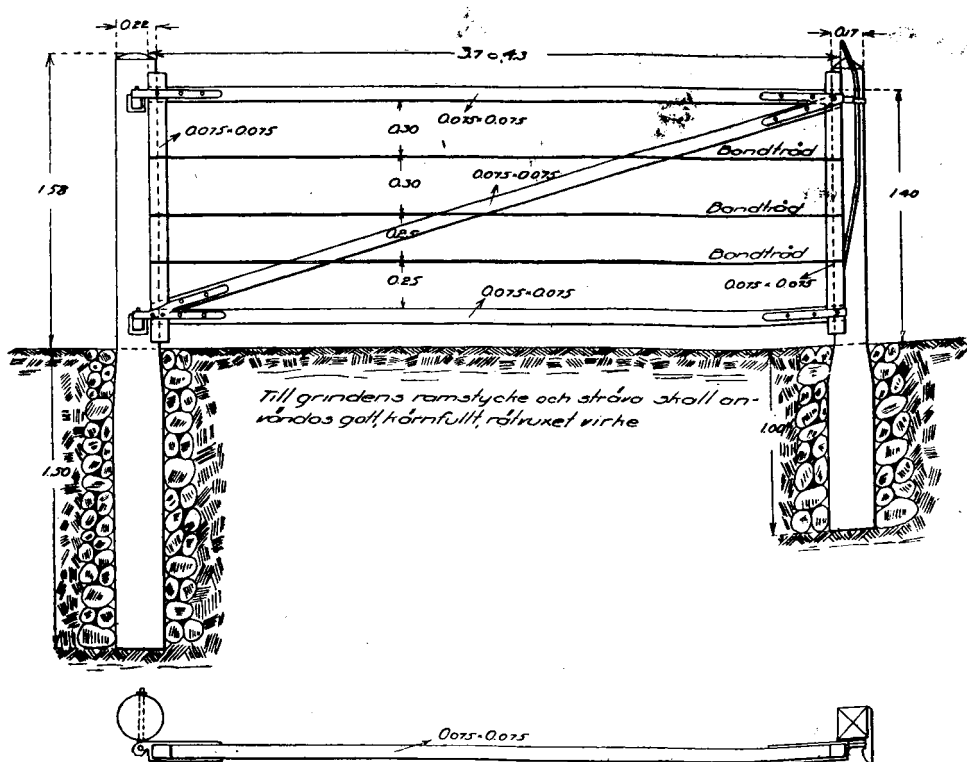 0.22
0.17
3.7 o. 4.3
0.075×0.075
0.075×0.075
0.30
Bandtråd
1.58
0.30
0.075×0.075
1.40
Bandtråd
0.25
Bandtråd
0.25
0.075×0.075
0.075×0.075
Till grindens ramstycke och sträva skall an-
vändas gott, kärnfullt, rätvuxet virke
1.00
1.50
0.075×0.075